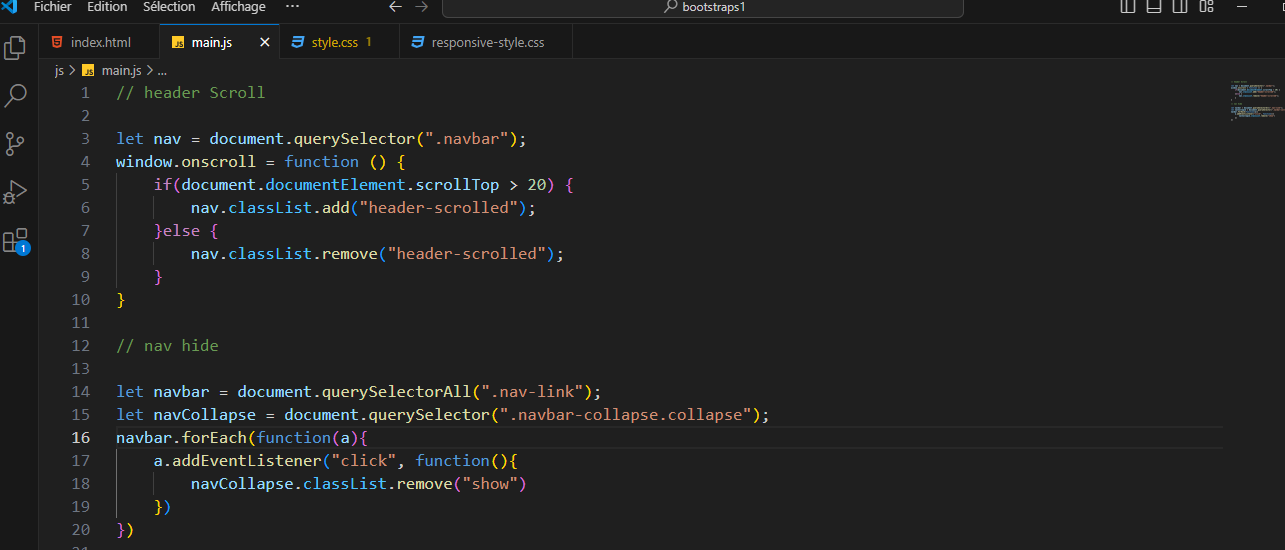 Fichier Edition Sélection Affichage ··· ← → bootstraps1
index.html JS main.js × style.css 1 responsive-style.css
js > JS main.js > ...
1 // header Scroll
2
3 let nav = document.querySelector(".navbar");
4 window.onscroll = function () {
5 if(document.documentElement.scrollTop > 20) {
6 nav.classList.add("header-scrolled");
7 }else {
8 nav.classList.remove("header-scrolled");
9 }
10 }
11
12 // nav hide
13
14 let navbar = document.querySelectorAll(".nav-link");
15 let navCollapse = document.querySelector(".navbar-collapse.collapse");
16 navbar.forEach(function(a){
17 a.addEventListener("click", function(){
18 navCollapse.classList.remove("show")
19 })
20 })
1